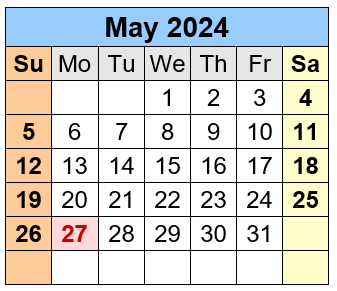 May 2024
Su Mo Tu We Th Fr Sa
1 2 3 4
5 6 7 8 9 10 11
12 13 14 15 16 17 18
19 20 21 22 23 24 25
26 27 28 29 30 31